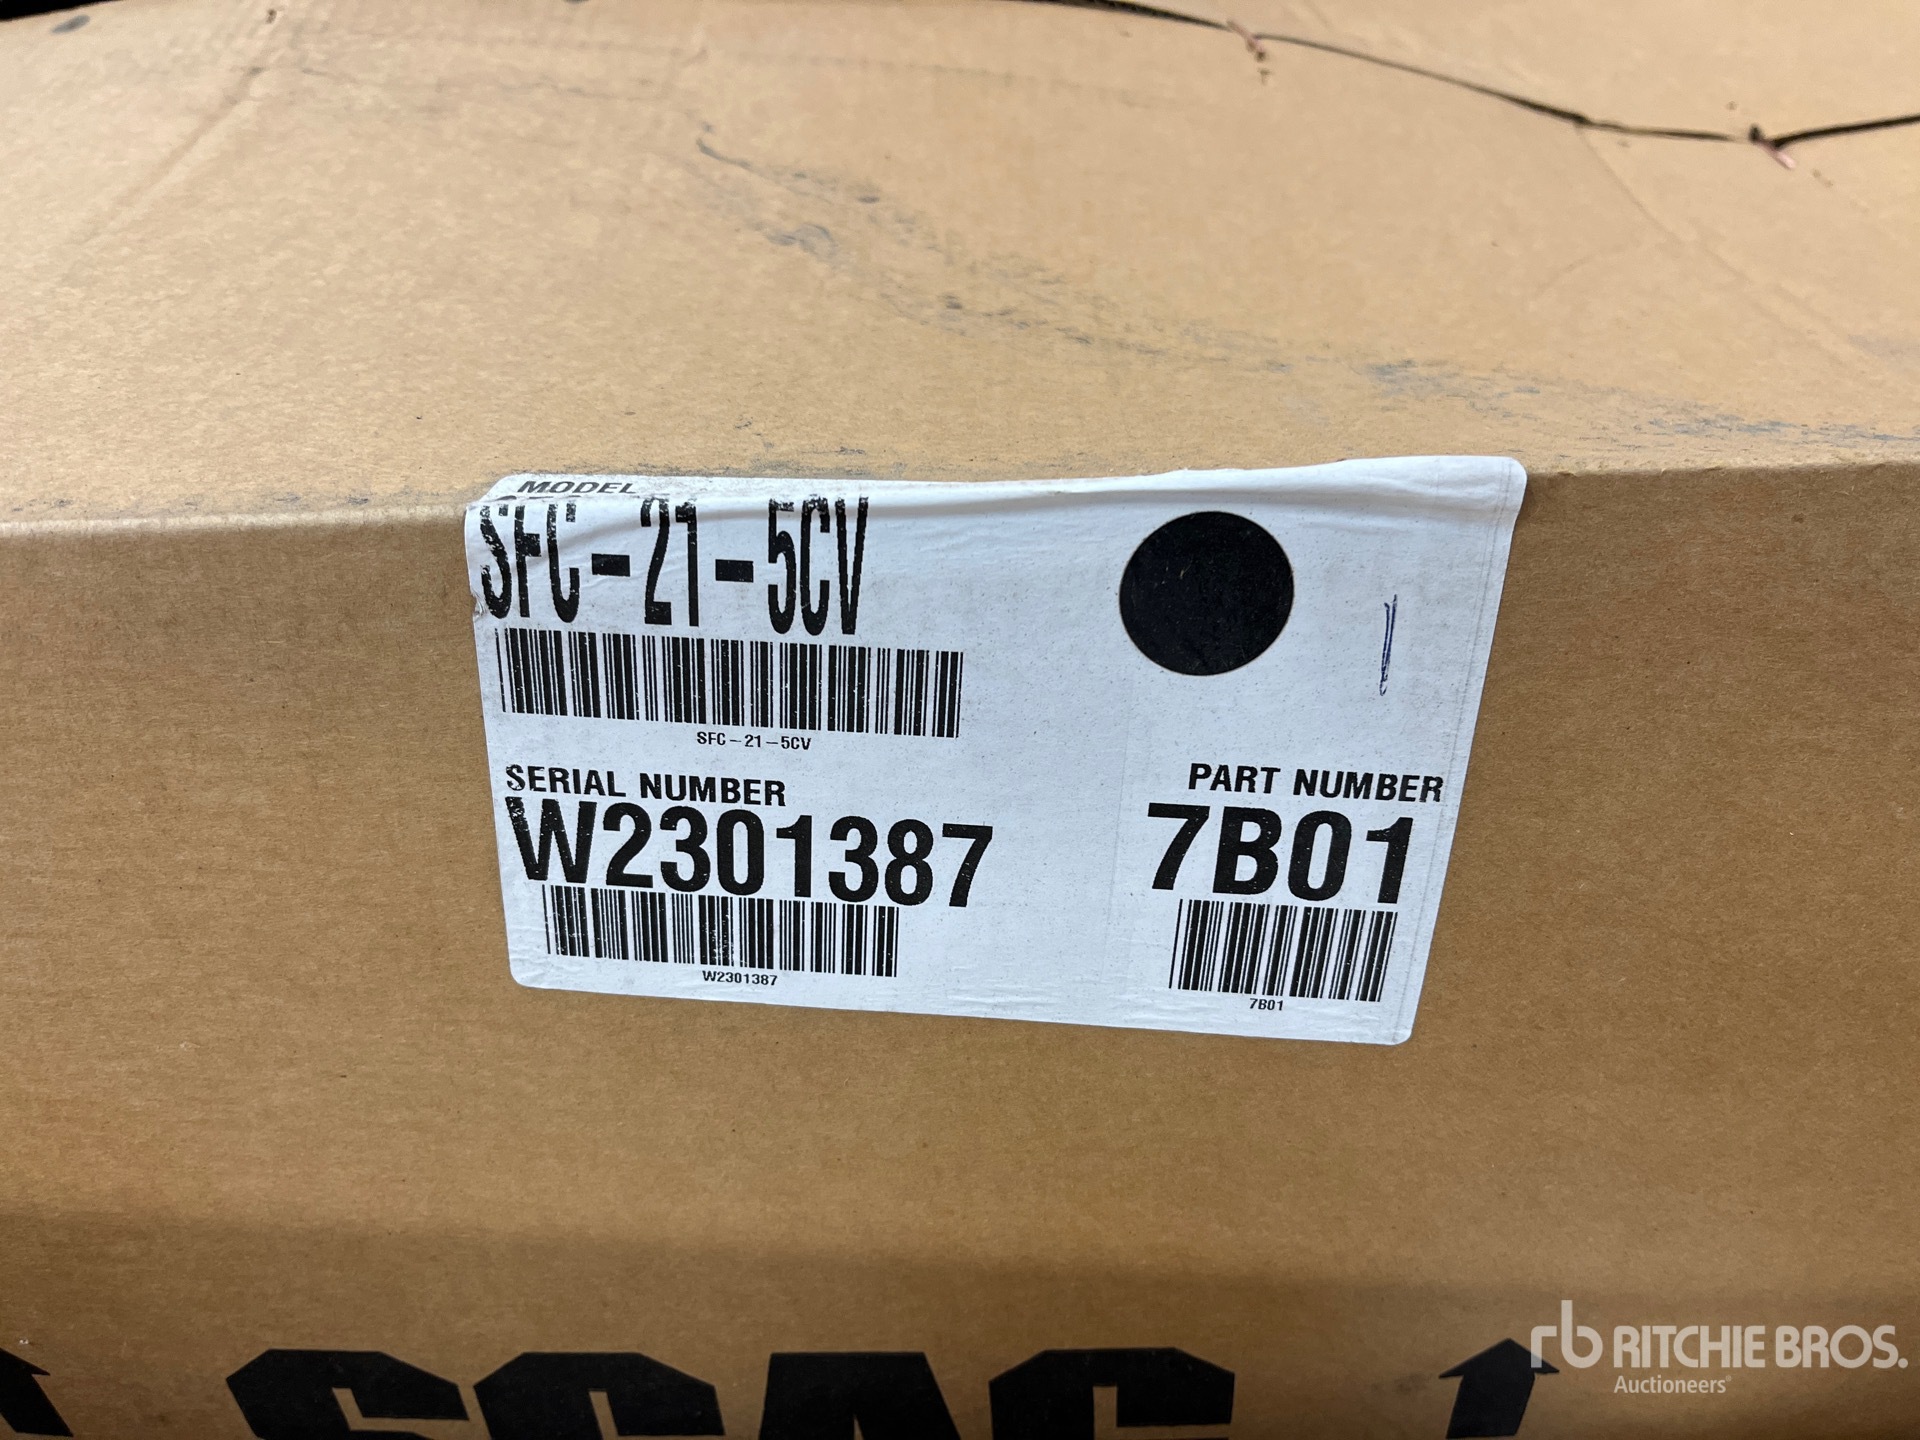 MODEL
SFC-21-5CV
SFC-21-5CV
SERIAL NUMBER
W2301387
W2301387
PART NUMBER
7B01
7B01
SCAG
rb RITCHIE BROS.
Auctioneers